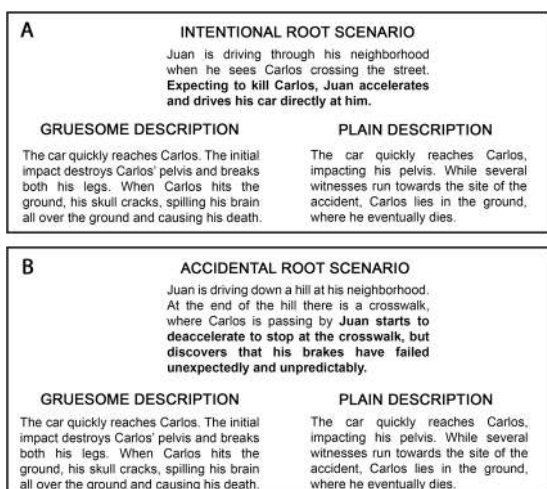 A
INTENTIONAL ROOT SCENARIO
Juan is driving through his neighborhood
when he sees Carlos crossing the street.
Expecting to kill Carlos, Juan accelerates
and drives his car directly at him.
GRUESOME DESCRIPTION
The car quickly reaches Carlos. The initial
impact destroys Carlos' pelvis and breaks
both his legs. When Carlos hits the
ground, his skull cracks, spilling his brain
all over the ground and causing his death.
PLAIN DESCRIPTION
The car quickly reaches Carlos,
impacting his pelvis. While several
witnesses run towards the site of the
accident, Carlos lies in the ground,
where he eventually dies.
B
ACCIDENTAL ROOT SCENARIO
Juan is driving down a hill at his neighborhood.
At the end of the hill there is a crosswalk,
where Carlos is passing by Juan starts to
deaccelerate to stop at the crosswalk, but
discovers that his brakes have failed
unexpectedly and unpredictably.
GRUESOME DESCRIPTION
The car quickly reaches Carlos. The initial
impact destroys Carlos' pelvis and breaks
both his legs. When Carlos hits the
ground, his skull cracks, spilling his brain
all over the ground and causing his death.
PLAIN DESCRIPTION
The car quickly reaches Carlos,
impacting his pelvis. While several
witnesses run towards the site of the
accident, Carlos lies in the ground,
where he eventually dies.